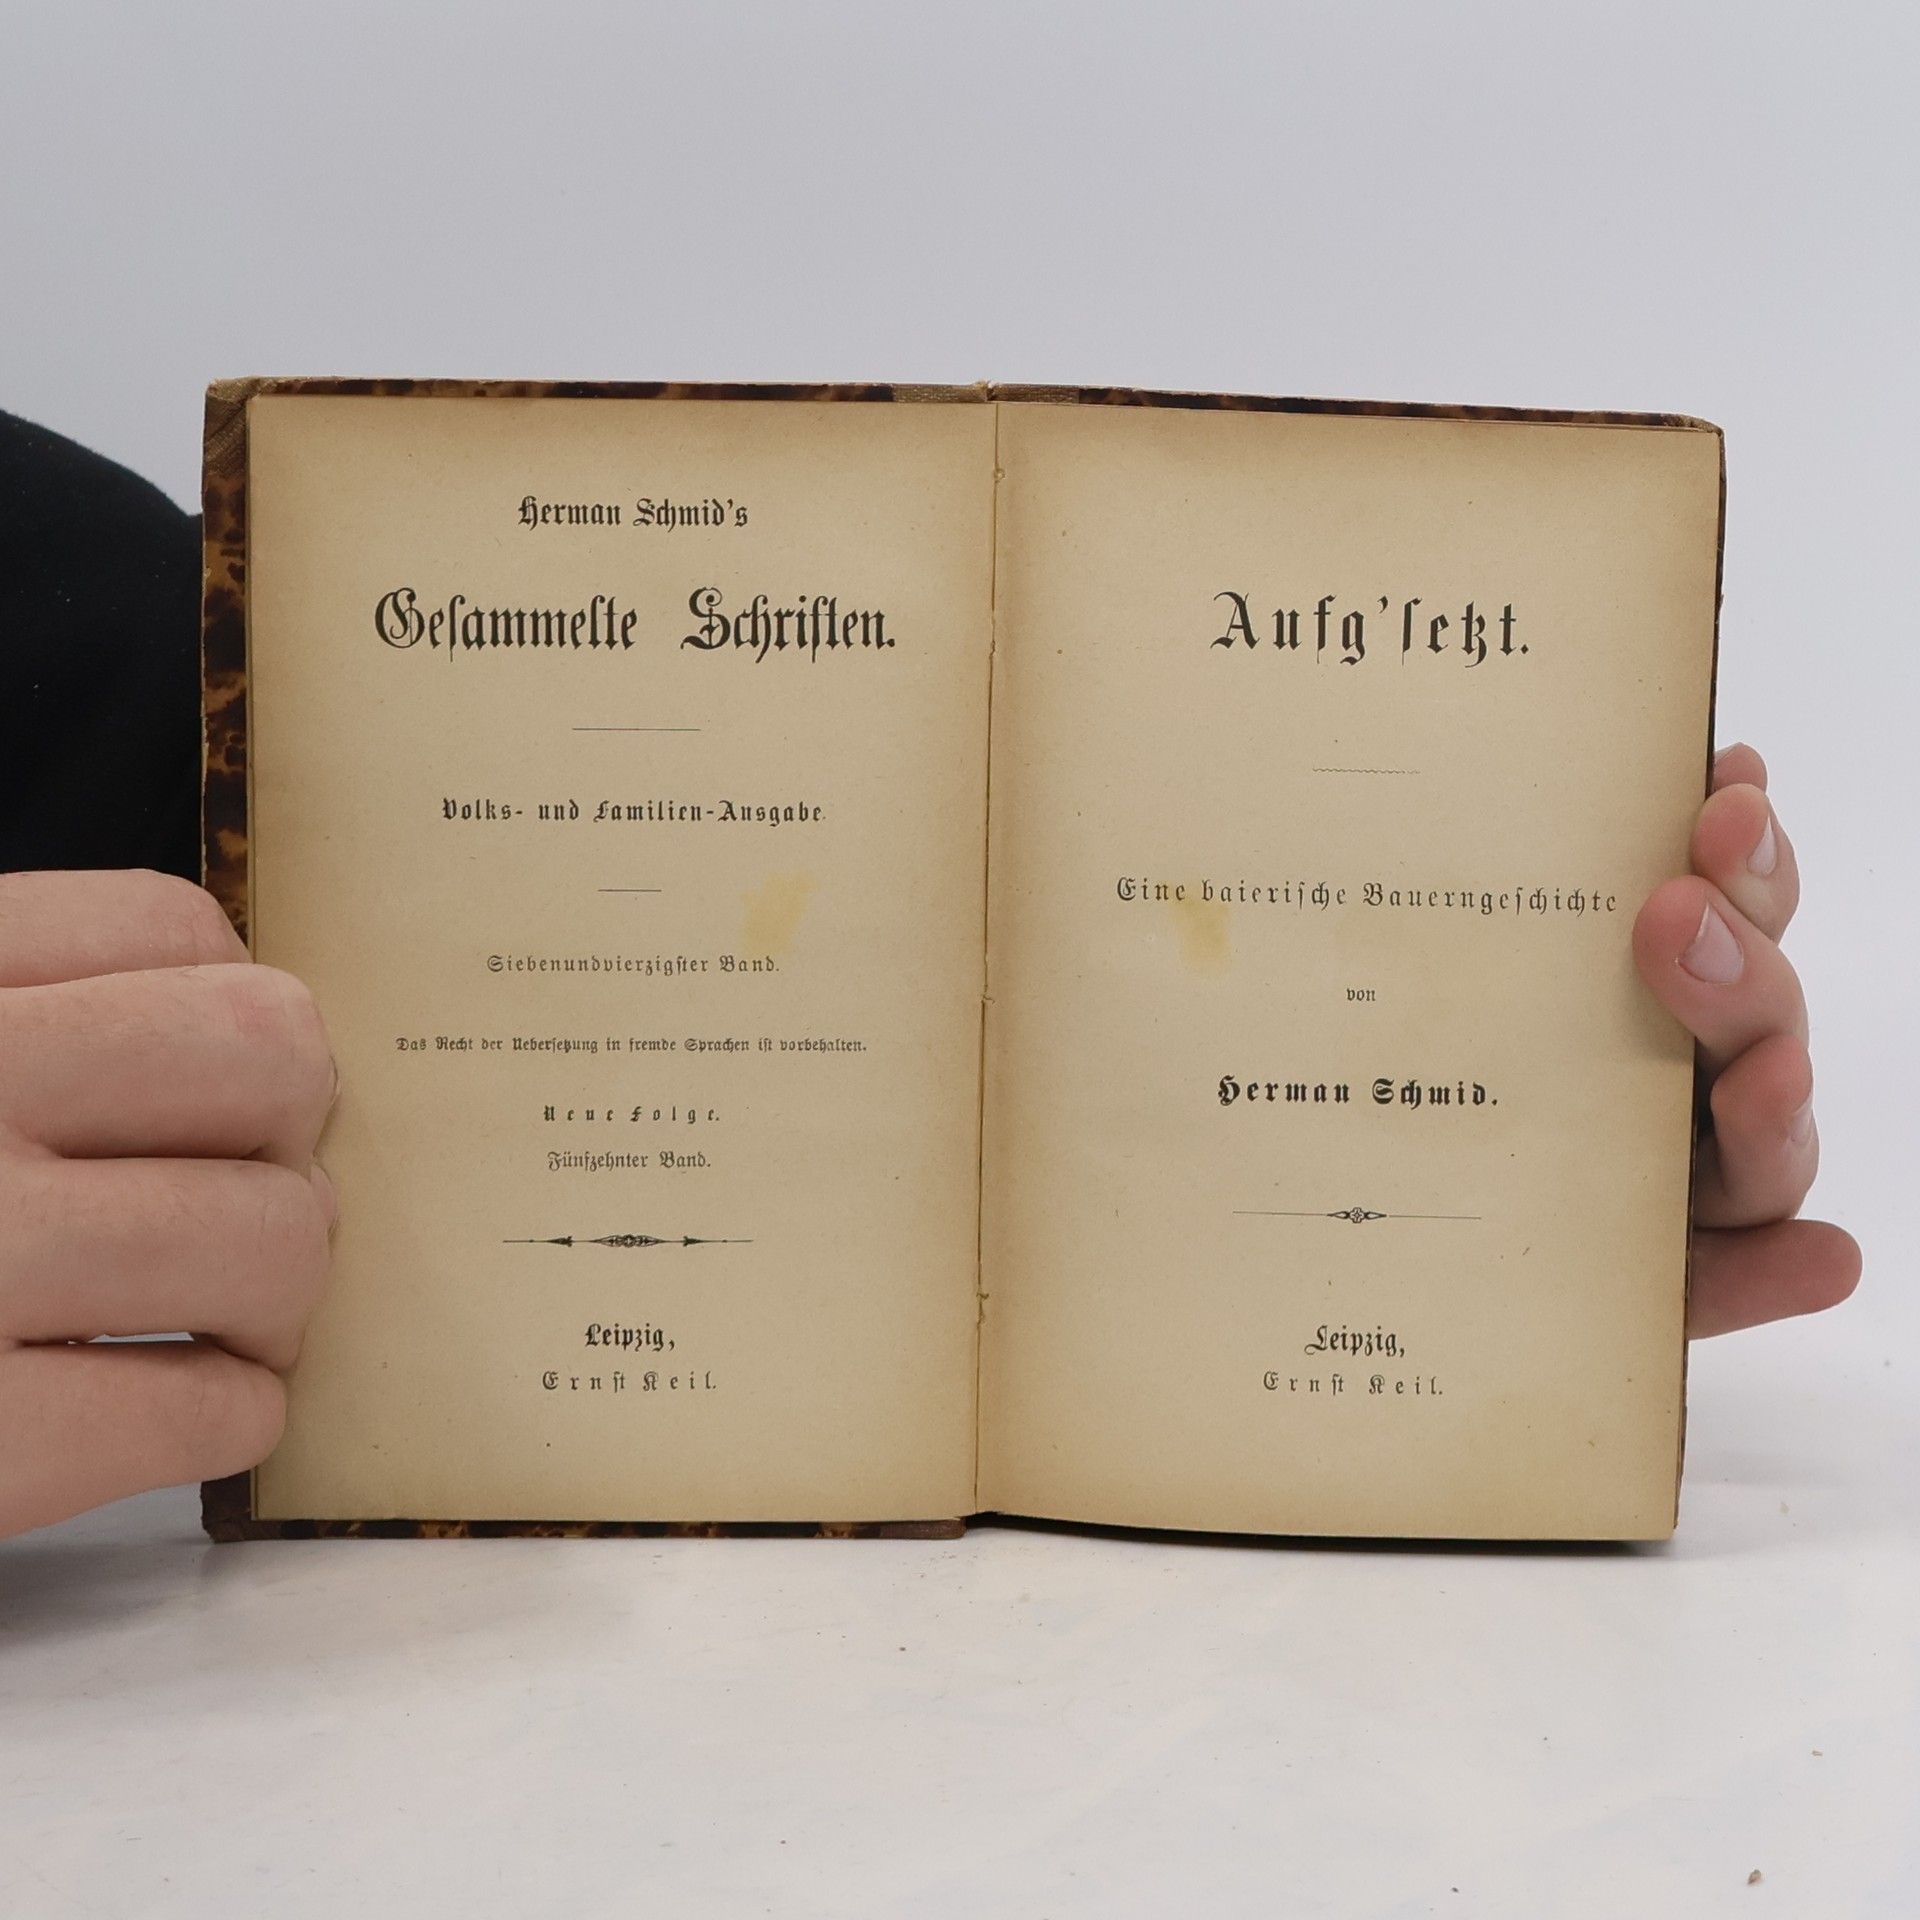 Herman Schmid's
Geſammelte Schriften.
Volks- und Familien-Ausgabe.
Siebenundvierzigſter Band.
Das Recht der Ueberſetzung in fremde Sprachen iſt vorbehalten.
Neue Folge.
Fünfzehnter Band.
Leipzig,
Ernſt Keil.
Aufg'ſetzt.
Eine baieriſche Bauerngeſchichte
von
Herman Schmid.
Leipzig,
Ernſt Keil.